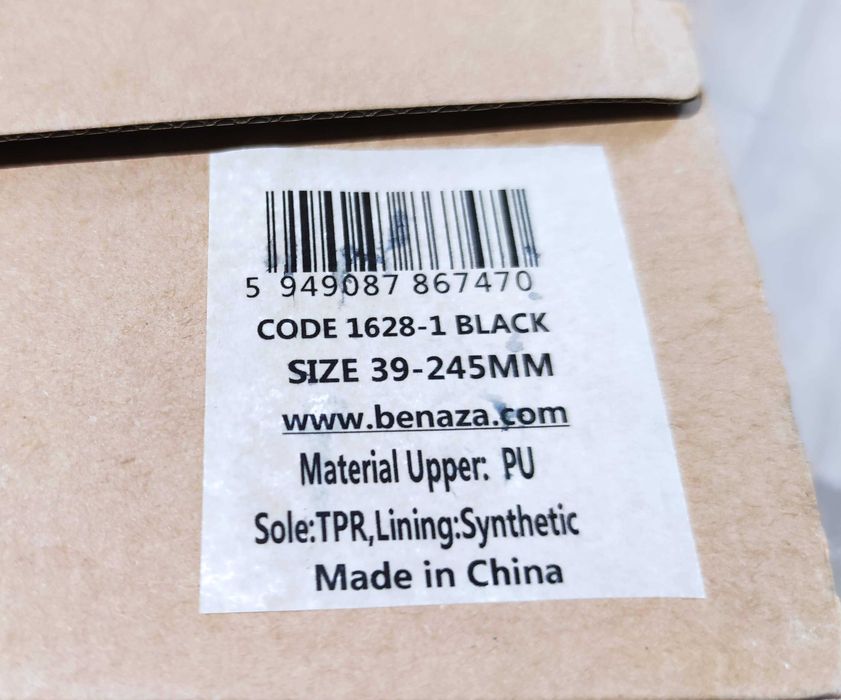 5 949087 867470
CODE 1628-1 BLACK
SIZE 39-245MM
www.benaza.com
Material Upper: PU
Sole:TPR,Lining:Synthetic
Made in China